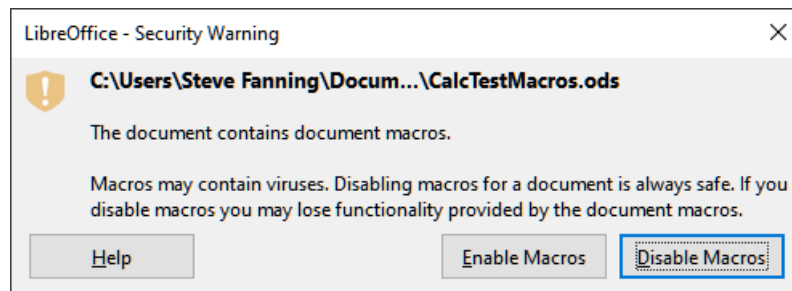 LibreOffice - Security Warning
C:\Users\Steve Fanning\Docum...\CalcTestMacros.ods
The document contains document macros.
Macros may contain viruses. Disabling macros for a document is always safe. If you
disable macros you may lose functionality provided by the document macros.
Help Enable Macros Disable Macros